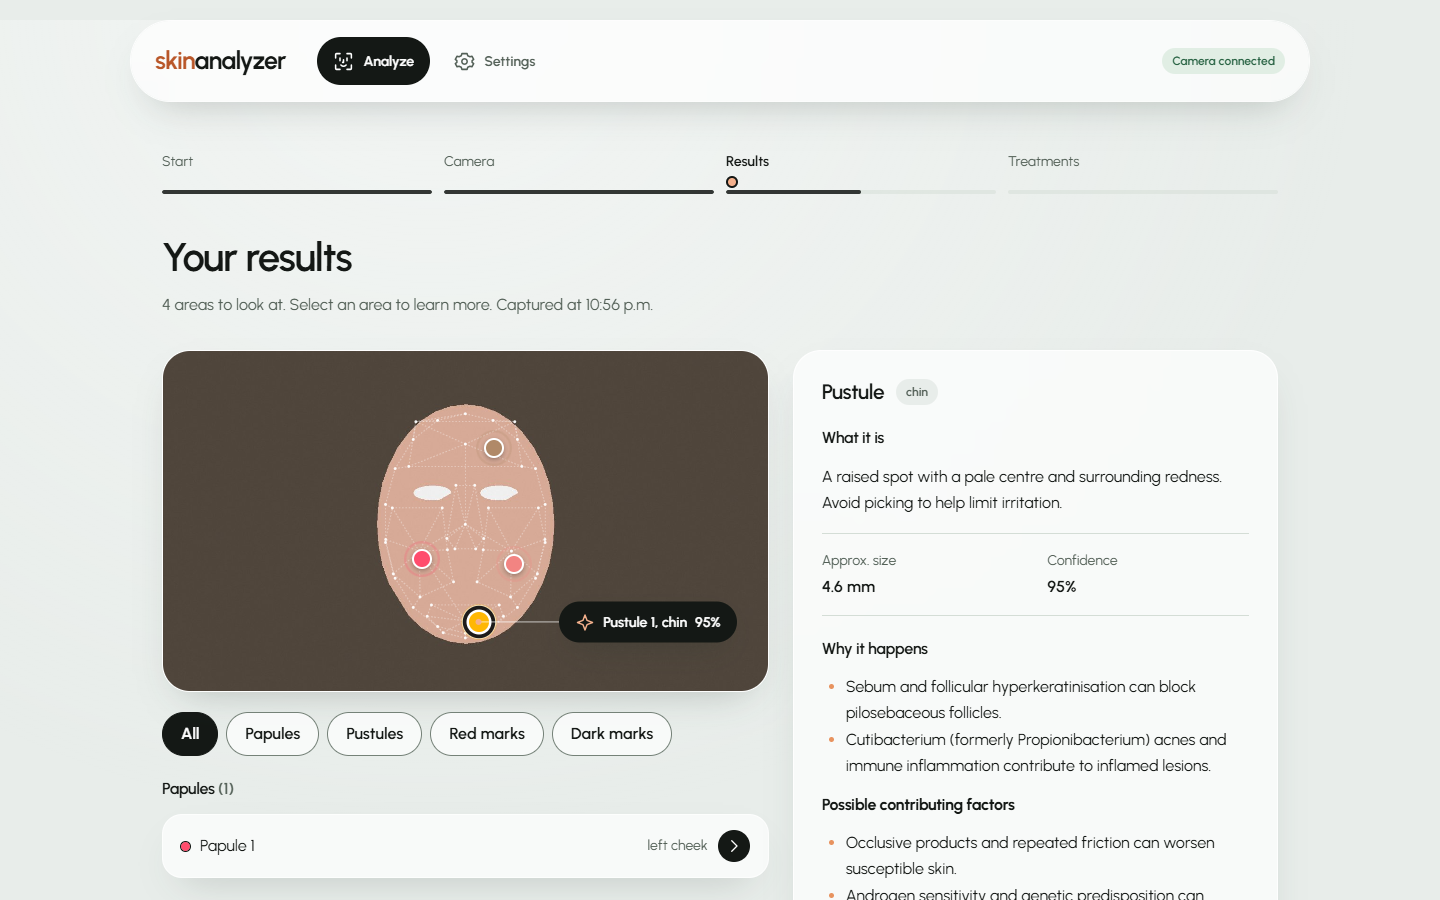 skinanalyzer
Analyze
Settings
Camera connected
Start
Camera
Results
Treatments
Your results
4 areas to look at. Select an area to learn more. Captured at 10:56 p.m.
Pustule 1, chin 95%
All
Papules
Pustules
Red marks
Dark marks
Papules (1)
Papule 1
left cheek
Pustule
chin
What it is
A raised spot with a pale centre and surrounding redness.
Avoid picking to help limit irritation.
Approx. size
4.6 mm
Confidence
95%
Why it happens
Sebum and follicular hyperkeratinisation can block
pilosebaceous follicles.
Cutibacterium (formerly Propionibacterium) acnes and
immune inflammation contribute to inflamed lesions.
Possible contributing factors
Occlusive products and repeated friction can worsen
susceptible skin.
Androgen sensitivity and genetic predisposition can